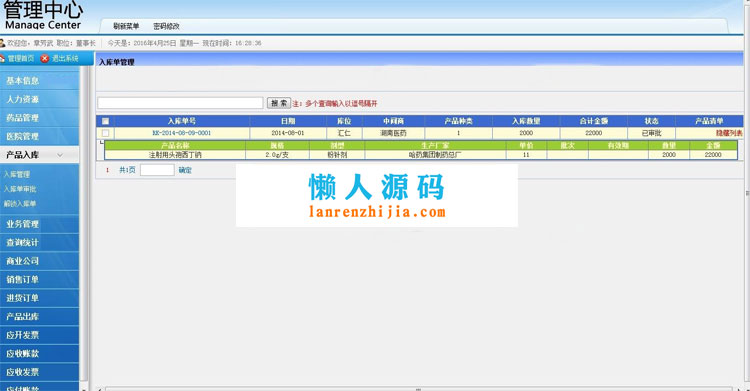 管理中心
Manage Center
刷新菜单 密码修改
欢迎您: 章芳武 职位: 董事长 今天是: 2016年4月25日 星期一 现在时间: 16:28:36
管理首页 退出系统
入库单管理
基本信息
人力资源
药品管理
医院管理
产品入库
入库管理
入库单审批
解锁入库单
业务管理
查询统计
商业公司
销售订单
进货订单
产品出库
应开发票
应收账款
应收发票
应付账款
搜 索 注: 多个查询输入以逗号隔开
入库单号 日期 库位 中间商 产品种类 入库数量 合计金额 状态 产品清单
RK-2014-08-09-0001 2014-08-01 汇仁 湖南医药 1 2000 22000 已审批 隐藏列表
产品名称 规格 剂型 生产厂家 单价 批次 有效期 数量 金额
注射用头孢西丁钠 2.0g/支 粉针剂 哈药集团制药总厂 11 2000 22000
1 共1页 确定
懒人源码
lanrenzhijia.com